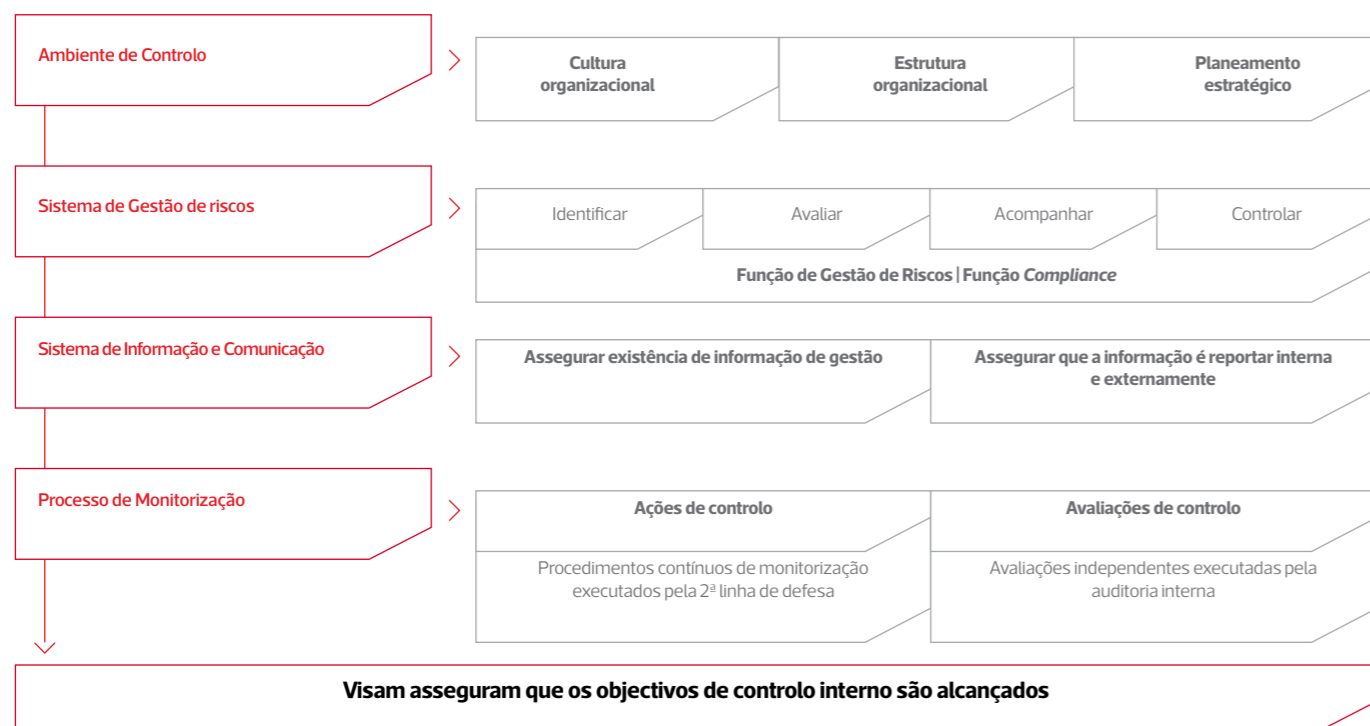 Ambiente de Controlo
Cultura
organizacional
Estrutura
organizacional
Planeamento
estratégico
Sistema de Gestão de riscos
Identificar
Avaliar
Acompanhar
Controlar
Função de Gestão de Riscos | Função Compliance
Sistema de Informação e Comunicação
Assegurar existência de informação de gestão
Assegurar que a informação é reportar interna
e externamente
Processo de Monitorização
Ações de controlo
Avaliações de controlo
Procedimentos contínuos de monitorização
executados pela 2ª linha de defesa
Avaliações independentes executadas pela
auditoria interna
Visam asseguram que os objectivos de controlo interno são alcançados